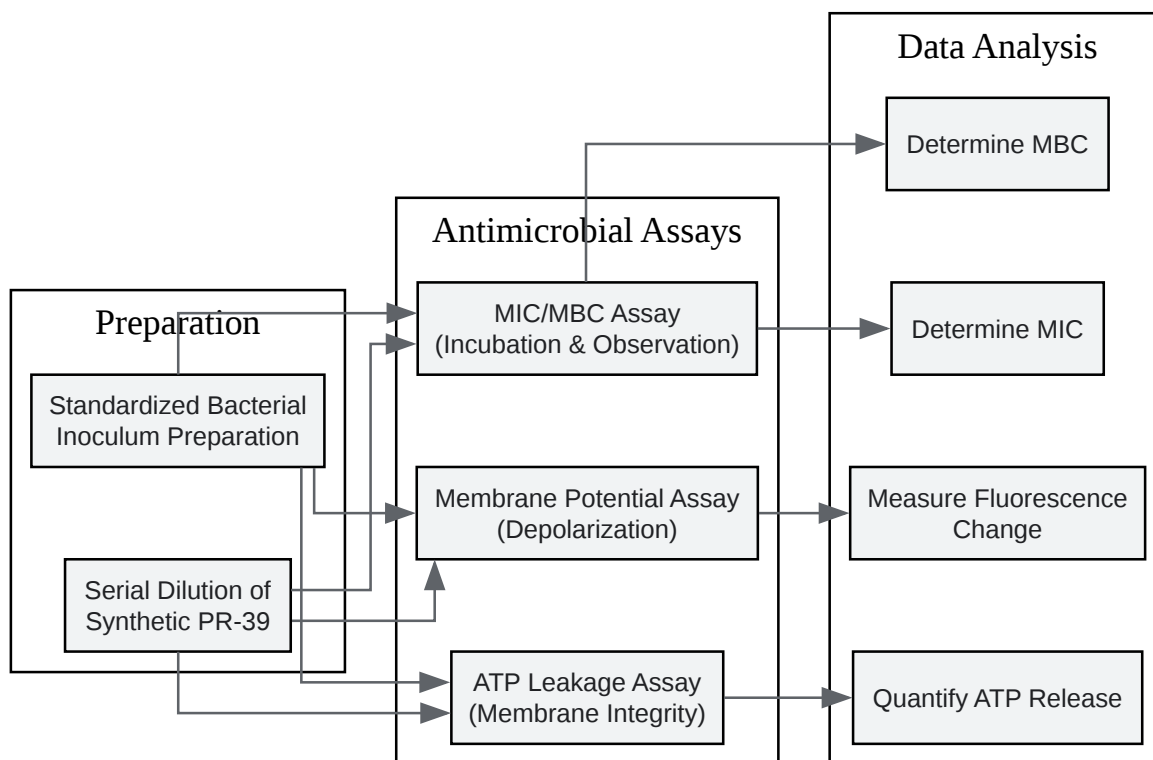 Preparation
Standardized Bacterial
Inoculum Preparation
Serial Dilution of
Synthetic PR-39
Antimicrobial Assays
MIC/MBC Assay
(Incubation & Observation)
Membrane Potential Assay
(Depolarization)
ATP Leakage Assay
(Membrane Integrity)
Data Analysis
Determine MBC
Determine MIC
Measure Fluorescence
Change
Quantify ATP Release